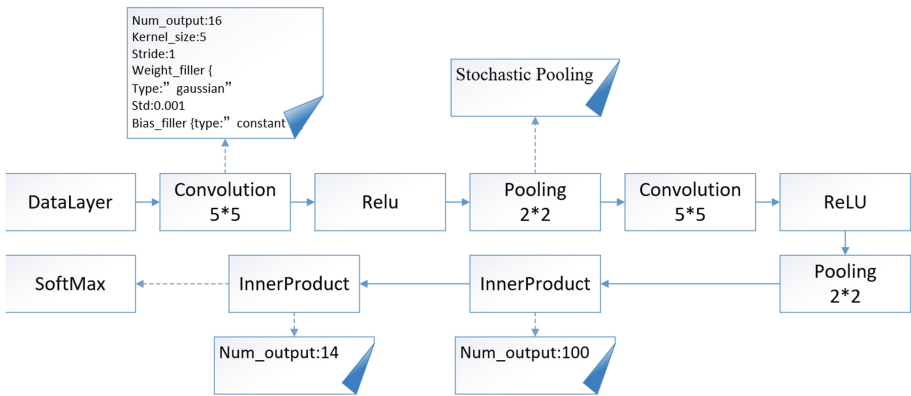 Num_output:16
Kernel_size:5
Stride:1
Weight_filler {
Type:” gaussian”
Std:0.001
Bias_filler {type:” constant
Stochastic Pooling
DataLayer
Convolution
5*5
Relu
Pooling
2*2
Convolution
5*5
ReLU
SoftMax
InnerProduct
InnerProduct
Pooling
2*2
Num_output:14
Num_output:100